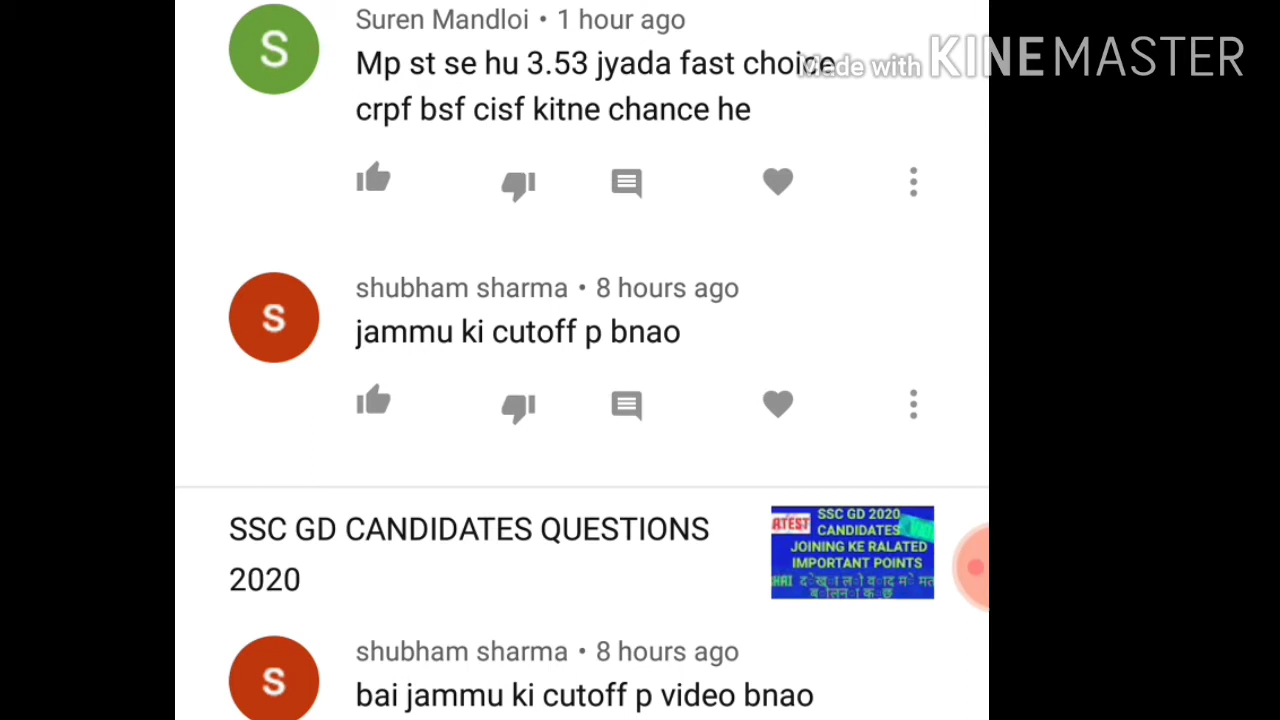 Suren Mandloi • 1 hour ago
Mp st se hu 3.53 jyada fast choice
Made with KINEMASTER
crpf bsf cisf kitne chance he
S
shubham sharma • 8 hours ago
S
jammu ki cutoff p bnao
SSC GD CANDIDATES QUESTIONS
2020
SSC GD 2020
CANDIDATES
JOINING KE RALATED
IMPORTANT POINTS
shubham sharma • 8 hours ago
S
bai jammu ki cutoff p video bnao